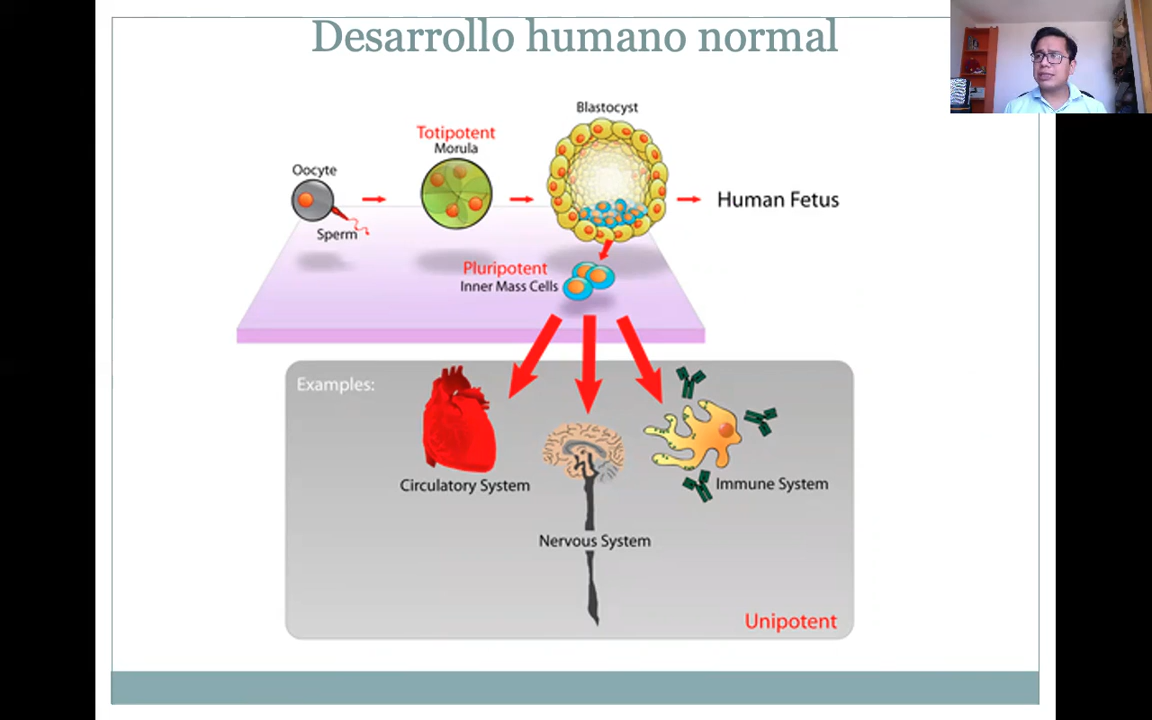 Desarrollo humano normal
Blastocyst
Totipotent
Morula
Oocyte
Human Fetus
Sperm
Pluripotent
Inner Mass Cells
Examples:
Circulatory System
Immune System
Nervous System
Unipotent